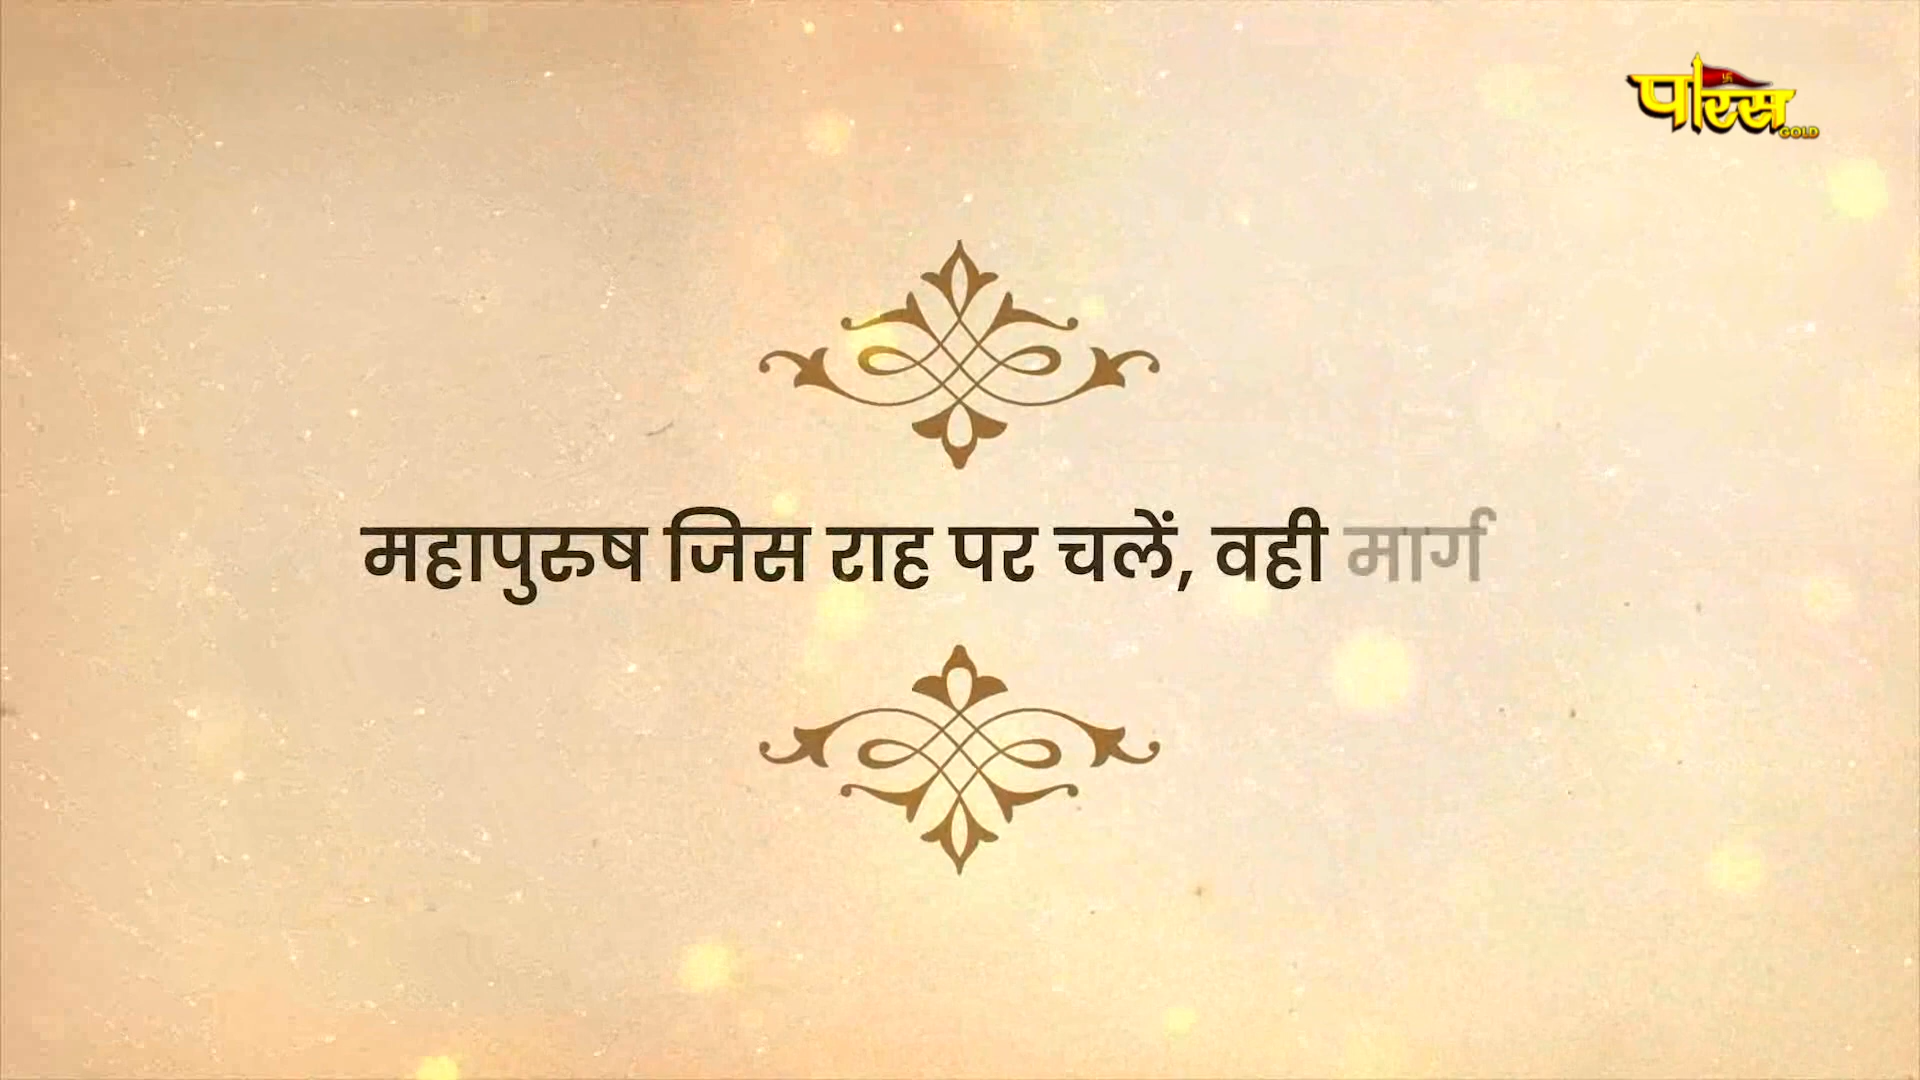 पारस
GOLD
महापुरुष जिस राह पर चलें, वही मार्ग